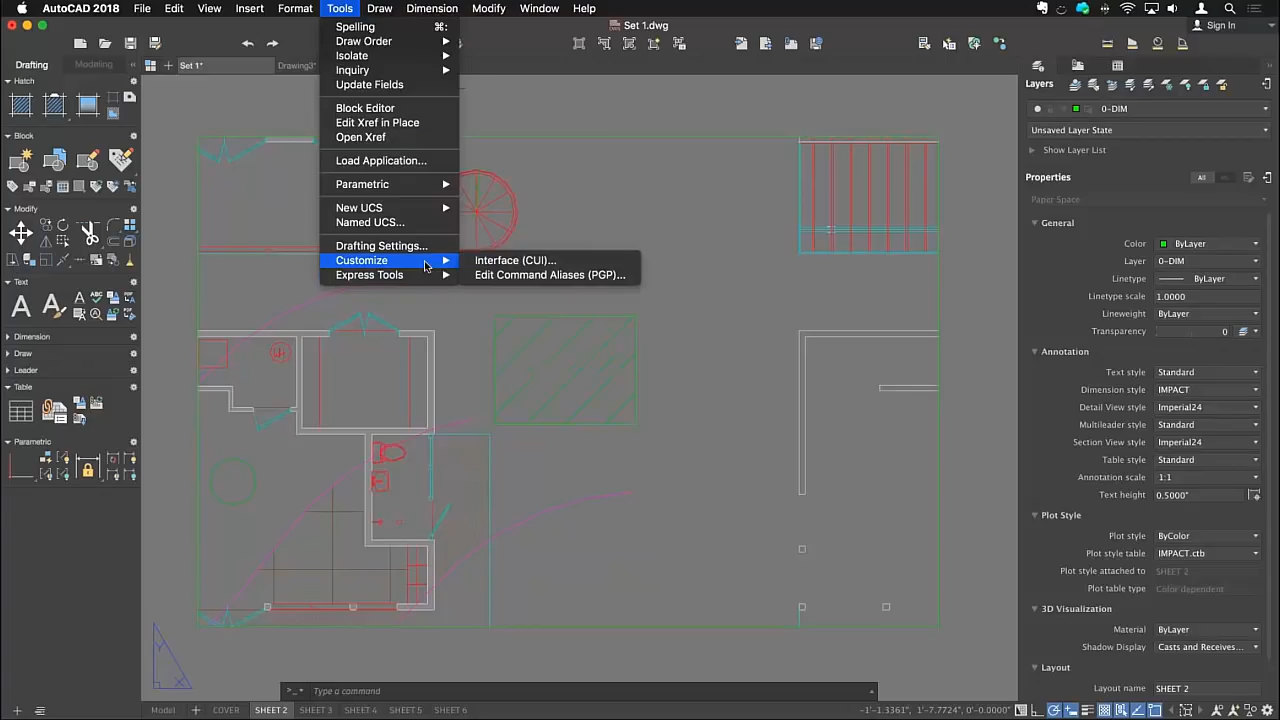 AutoCAD 2018 File Edit View Insert Format Tools Draw Dimension Modify Window Help
Set 1.dwg
Sign In
Drafting Modeling
Set 1* Drawing3*
Hatch
Block
Modify
Text
Dimension
Draw
Leader
Table
Parametric
Spelling ⌘:
Draw Order
Isolate
Inquiry
Update Fields
Block Editor
Edit Xref in Place
Open Xref
Load Application...
Parametric
New UCS
Named UCS...
Drafting Settings...
Customize
Express Tools
Interface (CUI)...
Edit Command Aliases (PGP)...
Layers
0-DIM
Unsaved Layer State
Show Layer List
Properties All
Paper Space
General
Color ByLayer
Layer 0-DIM
Linetype ByLayer
Linetype scale 1.0000
Lineweight ByLayer
Transparency 0
Annotation
Text style Standard
Dimension style IMPACT
Detail View style Imperial24
Multileader style Standard
Section View style Imperial24
Table style Standard
Annotation scale 1:1
Text height 0.5000"
Plot Style
Plot style ByColor
Plot style table IMPACT.ctb
Plot style attached to SHEET 2
Plot table type Color dependent
3D Visualization
Material ByLayer
Shadow Display Casts and Receives...
Layout
Layout name SHEET 2
>_ Type a command
Model COVER SHEET 2 SHEET 3 SHEET 4 SHEET 5 SHEET 6
-1'-1.3361", 1'-7.7724", 0'-0.0000"